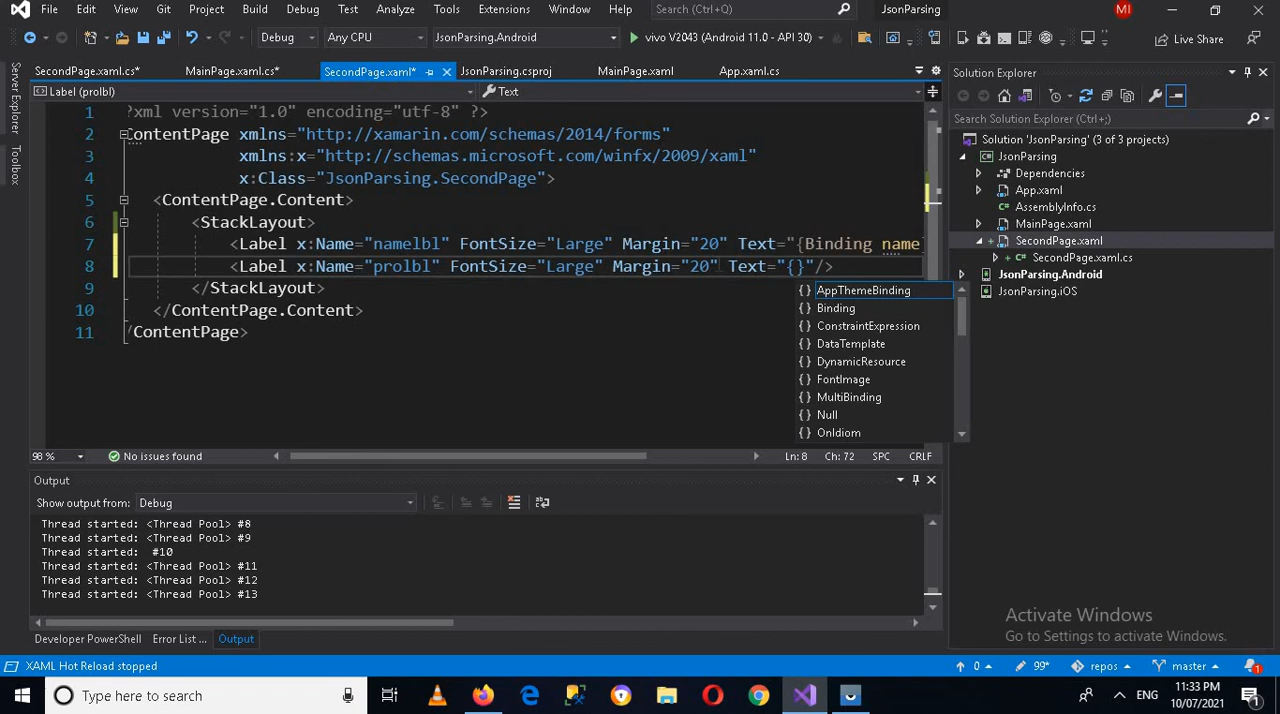 File Edit View Git Project Build Debug Test Analyze Tools Extensions Window Help Search (Ctrl+Q) JsonParsing MI
Debug Any CPU JsonParsing.Android vivo V2043 (Android 11.0 - API 30) Live Share
SecondPage.xaml.cs* MainPage.xaml.cs* SecondPage.xaml* JsonParsing.csproj MainPage.xaml App.xaml.cs
Label (prolbl) Text
1 ?xml version="1.0" encoding="utf-8" ?>
2 ContentPage xmlns="http://xamarin.com/schemas/2014/forms"
3 xmlns:x="http://schemas.microsoft.com/winfx/2009/xaml"
4 x:Class="JsonParsing.SecondPage">
5 <ContentPage.Content>
6 <StackLayout>
7 <Label x:Name="namelbl" FontSize="Large" Margin="20" Text="{Binding name
8 <Label x:Name="prolbl" FontSize="Large" Margin="20" Text="{}"/>
9 </StackLayout>
10 </ContentPage.Content>
11 /ContentPage>
{} AppThemeBinding
{} Binding
{} ConstraintExpression
{} DataTemplate
{} DynamicResource
{} FontImage
{} MultiBinding
{} Null
{} OnIdiom
98 % No issues found Ln: 8 Ch: 72 SPC CRLF
Output
Show output from: Debug
Thread started: <Thread Pool> #8
Thread started: <Thread Pool> #9
Thread started: #10
Thread started: <Thread Pool> #11
Thread started: <Thread Pool> #12
Thread started: <Thread Pool> #13
Developer PowerShell Error List ... Output
Server Explorer
Toolbox
Solution Explorer
Search Solution Explorer (Ctrl+;)
Solution 'JsonParsing' (3 of 3 projects)
JsonParsing
Dependencies
App.xaml
AssemblyInfo.cs
MainPage.xaml
SecondPage.xaml
SecondPage.xaml.cs
JsonParsing.Android
JsonParsing.iOS
Activate Windows
Go to Settings to activate Windows.
XAML Hot Reload stopped 0 99* repos master 1
Type here to search ENG 11:33 PM
10/07/2021 1